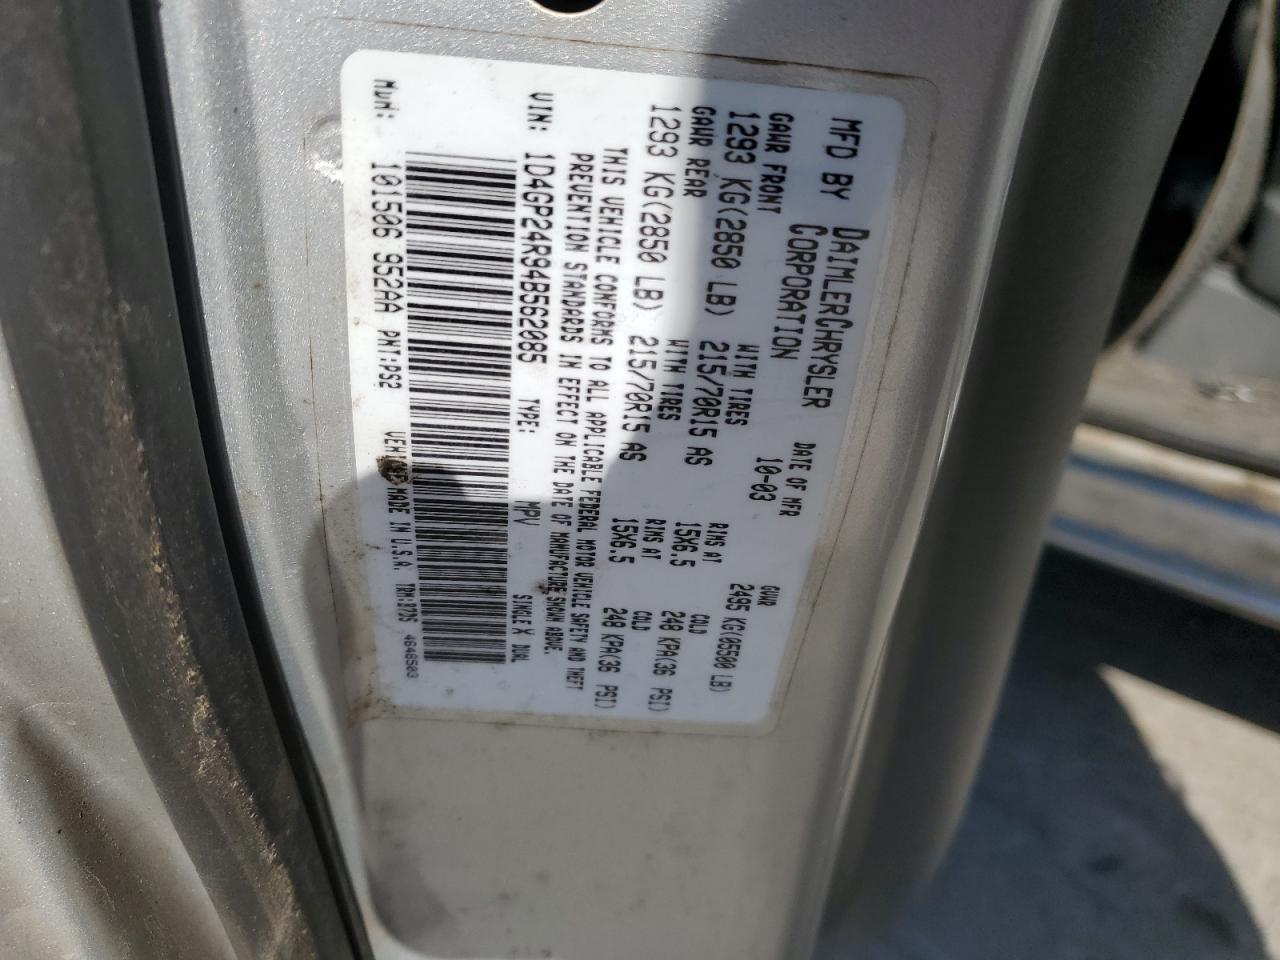 MFD BY DAIMLERCHRYSLER CORPORATION
DATE OF MFR 10-03
GVWR 2495 KG(05500 LB)
GAWR FRONT WITH TIRES RIMS AT COLD
1293 KG(2850 LB) 215/70R15 AS 15X6.5 248 KPA(36 PSI)
GAWR REAR WITH TIRES RIMS AT COLD
1293 KG(2850 LB) 215/70R15 AS 15X6.5 248 KPA(36 PSI)
THIS VEHICLE CONFORMS TO ALL APPLICABLE FEDERAL MOTOR VEHICLE SAFETY AND THEFT
PREVENTION STANDARDS IN EFFECT ON THE DATE OF MANUFACTURE SHOWN ABOVE.
VIN: 1D4GP24R94B562085 TYPE: MPV SINGLE X DUAL
MDH: 101506 952AA PNT:PS2 VEHICLE MADE IN U.S.A. TRM:87JS 4648503